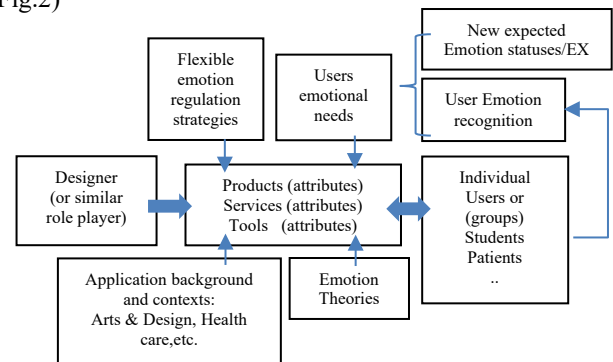 Fig.2)
New expected
Emotion statuses/EX
Flexible
emotion
regulation
strategies
Users
emotional
needs
User Emotion
recognition
Designer
(or similar
role player)
Products (attributes)
Services (attributes)
Tools (attributes)
Individual
Users or
(groups)
Students
Patients
..
Application background
and contexts:
Arts & Design, Health
care,etc.
Emotion
Theories